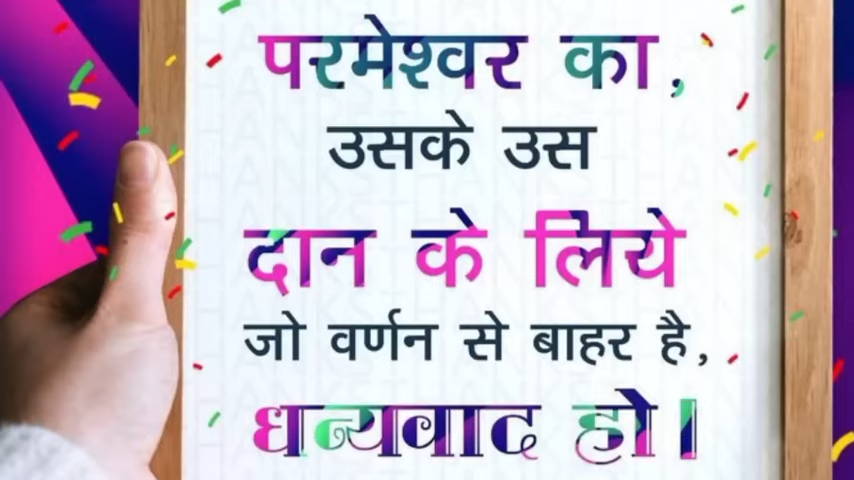 परमेश्वर का,
उसके उस
दान के लिये
जो वर्णन से बाहर है,
धन्यवाद हो।